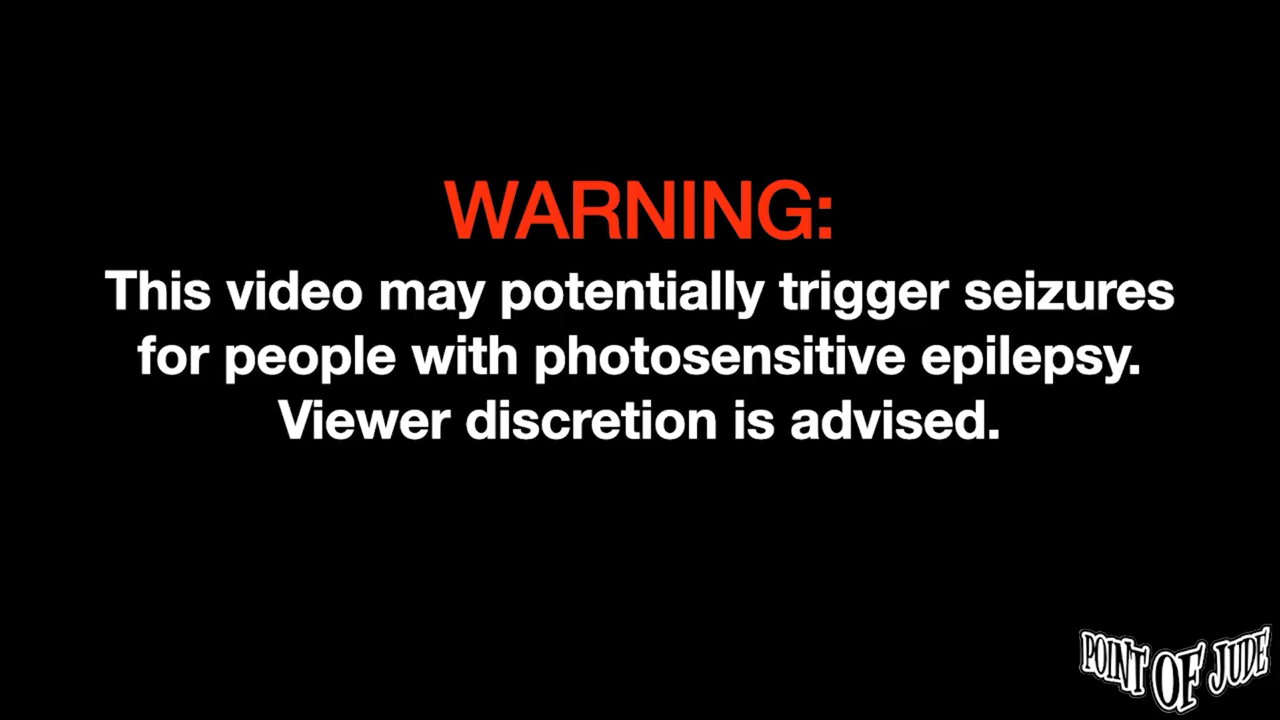 WARNING:
This video may potentially trigger seizures
for people with photosensitive epilepsy.
Viewer discretion is advised.
POINT OF JUDE